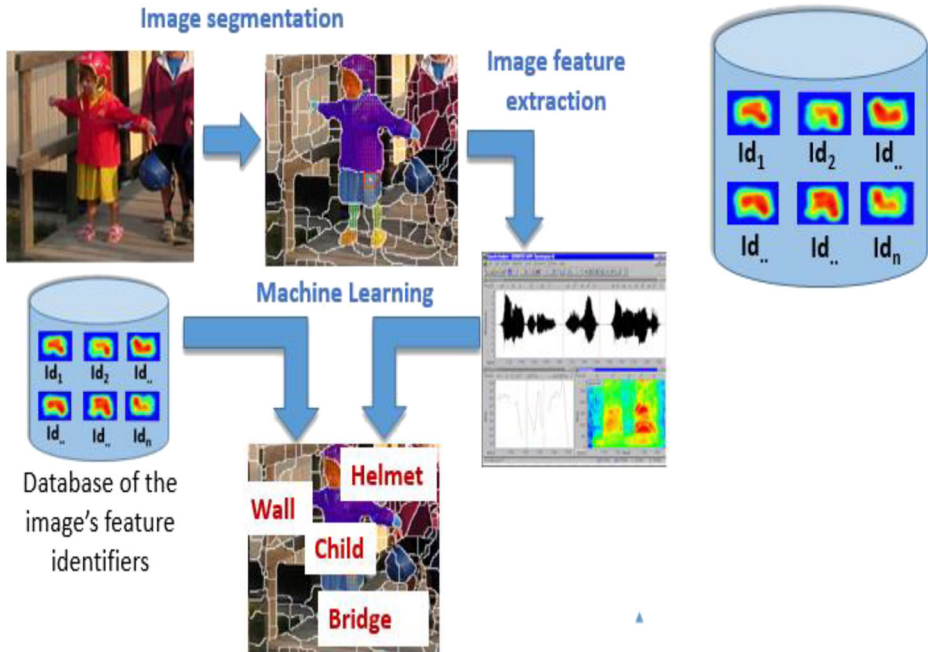 Image segmentation
Image feature
extraction
Id1 Id2 Id..
Id.. Id.. Idn
Machine Learning
Id1 Id2 Id..
Id.. Id.. Idn
Database of the
image's feature
identifiers
Helmet
Wall
Child
Bridge